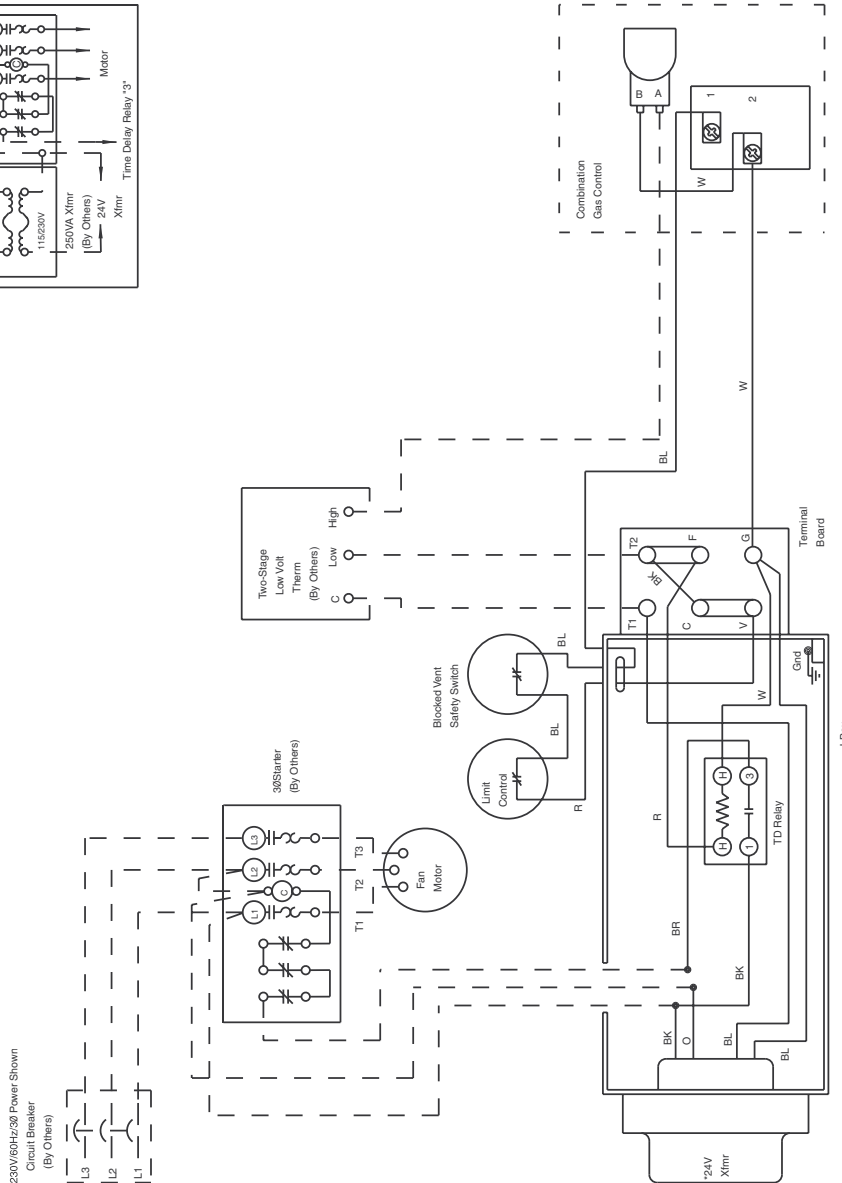 Motor
Time Delay Relay "3"
115/230V
250VA Xfmr
(By Others)
24V
Xfmr
C
B
A
1
2
W
Combination
Gas Control
W
BL
High
Low
C
Two-Stage
Low Volt
Therm
(By Others)
Terminal
Board
T2
F
G
BK
T1
C
V
Gnd
Blocked Vent
Safety Switch
BL
BL
Limit
Control
R
W
H
3
H
1
TD Relay
R
3ØStarter
(By Others)
L3
L2
C
L1
T3
T2
T1
Fan
Motor
BR
BK
BK
O
BL
BL
230V/60Hz/3Ø Power Shown
Circuit Breaker
(By Others)
L3
L2
L1
*24V
Xfmr